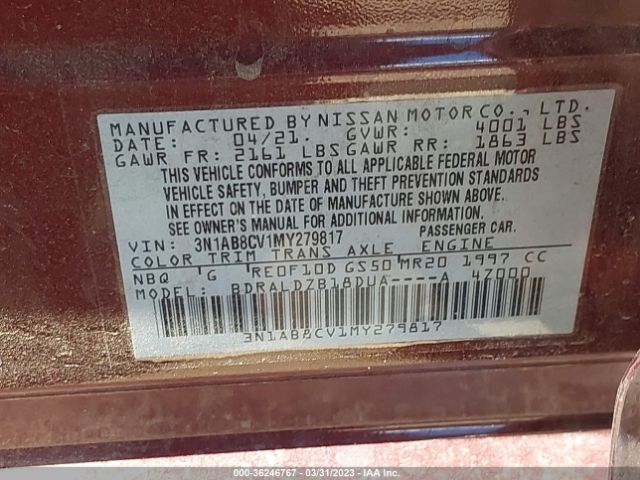 MANUFACTURED BY NISSAN MOTOR CO., LTD.
DATE: 04/21. GVWR: 4001 LBS
GAWR FR: 2161 LBS GAWR RR: 1863 LBS
THIS VEHICLE CONFORMS TO ALL APPLICABLE FEDERAL MOTOR
VEHICLE SAFETY, BUMPER AND THEFT PREVENTION STANDARDS
IN EFFECT ON THE DATE OF MANUFACTURE SHOWN ABOVE.
SEE OWNER'S MANUAL FOR ADDITIONAL INFORMATION.
VIN: 3N1AB8CV1MY279817 PASSENGER CAR.
COLOR TRIM TRANS AXLE ENGINE
NBQ G RE0F10D GS50 MR20 1997 CC
MODEL: BDRALDZB18DUA----A 4Z000
3N1AB8CV1MY279817
000-36246767 - 03/31/2023 - IAA Inc.